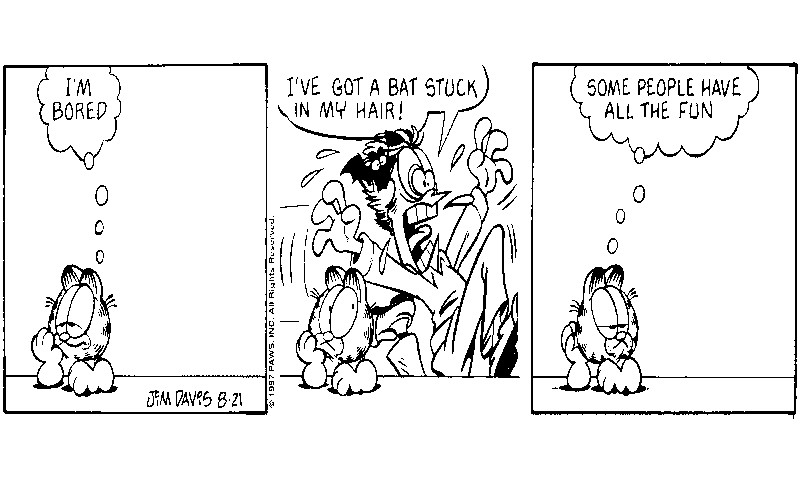 I'M
BORED
JIM DAVIS 8·21
© 1997 PAWS, INC. All Rights Reserved.
I'VE GOT A BAT STUCK
IN MY HAIR!
SOME PEOPLE HAVE
ALL THE FUN